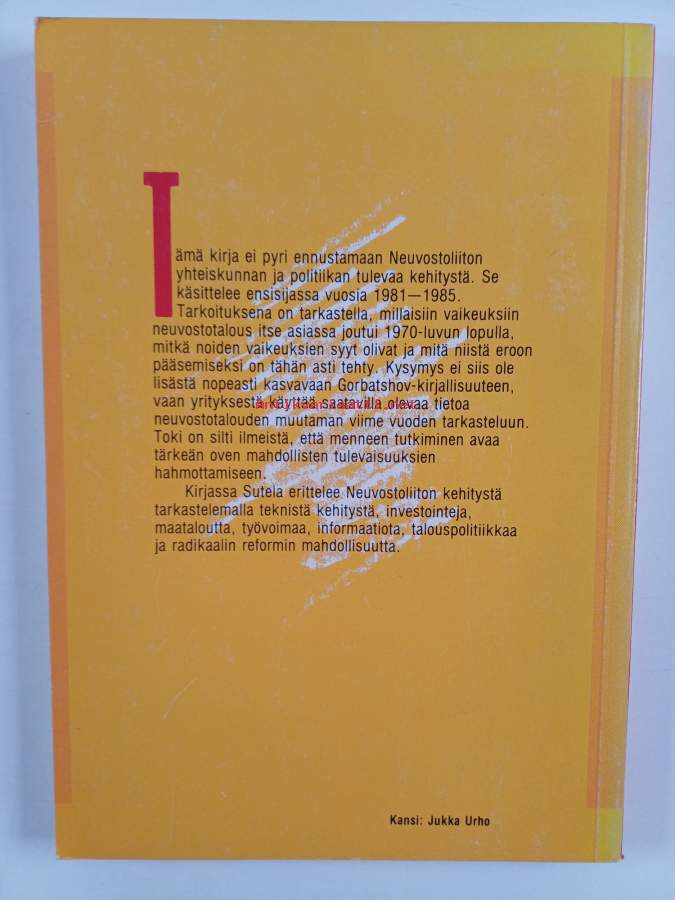 Tämä kirja ei pyri ennustamaan Neuvostoliiton
yhteiskunnan ja politiikan tulevaa kehitystä. Se
käsittelee ensisijassa vuosia 1981—1985.
Tarkoituksena on tarkastella, millaisiin vaikeuksiin
neuvostotalous itse asiassa joutui 1970-luvun lopulla,
mitkä noiden vaikeuksien syyt olivat ja mitä niistä eroon
pääsemiseksi on tähän asti tehty. Kysymys ei siis ole
lisästä nopeasti kasvavaan Gorbatshov-kirjallisuuteen,
vaan yrityksestä käyttää saatavilla olevaa tietoa
neuvostotalouden muutaman viime vuoden tarkasteluun.
Toki on silti ilmeistä, että menneen tutkiminen avaa
tärkeän oven mahdollisten tulevaisuuksien
hahmottamiseen.
Kirjassa Sutela erittelee Neuvostoliiton kehitystä
tarkastelemalla teknistä kehitystä, investointeja,
maataloutta, työvoimaa, informaatiota, talouspolitiikkaa
ja radikaalin reformin mahdollisuutta.
Kansi: Jukka Urho